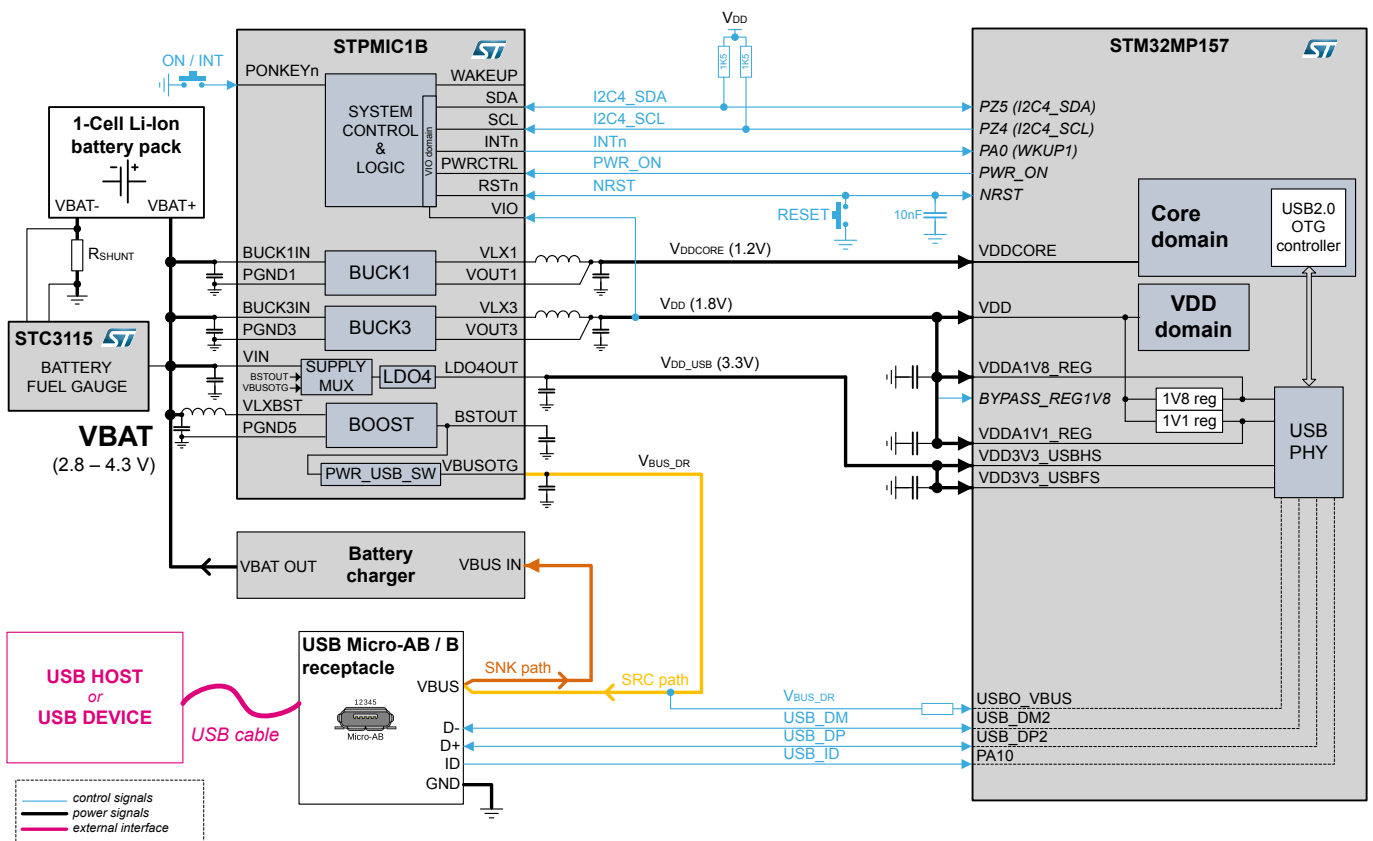 STPMIC1B
ST
ON / INT
PONKEYn
WAKEUP
SDA
SCL
INTn
PWRCTRL
RSTn
VIO
SYSTEM
CONTROL
&
LOGIC
VIO domain
1-Cell Li-Ion
battery pack
- +
VBAT-
VBAT+
RSHUNT
STC3115
ST
BATTERY
FUEL GAUGE
VBAT
(2.8 – 4.3 V)
BUCK1IN
PGND1
BUCK1
VLX1
VOUT1
BUCK3IN
PGND3
BUCK3
VLX3
VOUT3
VIN
BSTOUT
VBUSOTG
SUPPLY
MUX
LDO4
LDO4OUT
VLXBST
PGND5
BOOST
BSTOUT
PWR_USB_SW
VBUSOTG
VDD
1K5
1K5
I2C4_SDA
I2C4_SCL
INTn
PWR_ON
NRST
RESET
10nF
VDDCORE (1.2V)
VDD (1.8V)
VDD_USB (3.3V)
VBUS_DR
STM32MP157
ST
PZ5 (I2C4_SDA)
PZ4 (I2C4_SCL)
PA0 (WKUP1)
PWR_ON
NRST
Core
domain
USB2.0
OTG
controller
VDDCORE
VDD
VDD
domain
VDDA1V8_REG
BYPASS_REG1V8
1V8 reg
1V1 reg
VDDA1V1_REG
VDD3V3_USBHS
VDD3V3_USBFS
USB
PHY
VBAT OUT
Battery
charger
VBUS IN
USB HOST
or
USB DEVICE
USB cable
USB Micro-AB / B
receptacle
12345
Micro-AB
VBUS
D-
D+
ID
GND
SNK path
SRC path
VBUS_DR
USB_DM
USB_DP
USB_ID
USBO_VBUS
USB_DM2
USB_DP2
PA10
control signals
power signals
external interface